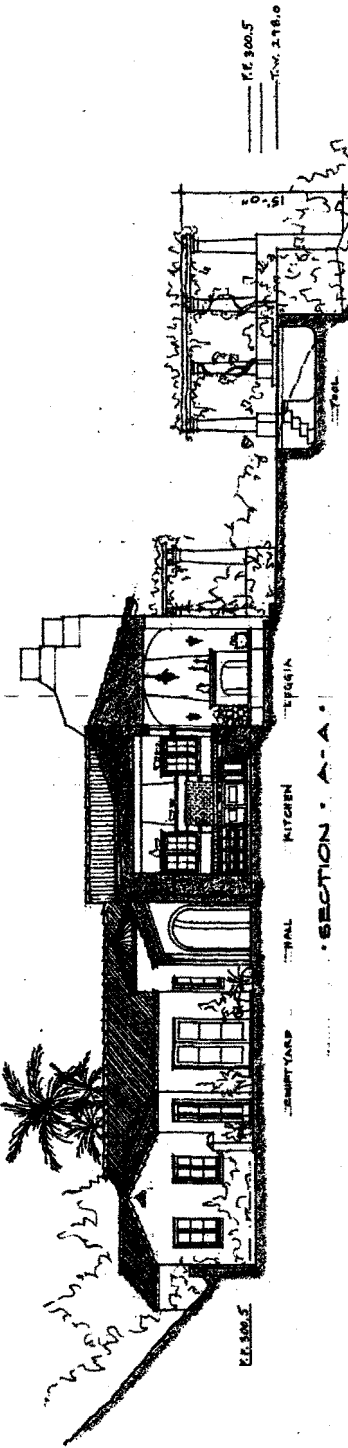 F.F. 300.5
COURTYARD
HALL
KITCHEN
LOGGIA
POOL
15'-0"
F.F. 300.5
T.W. 298.0
• SECTION • A-A •